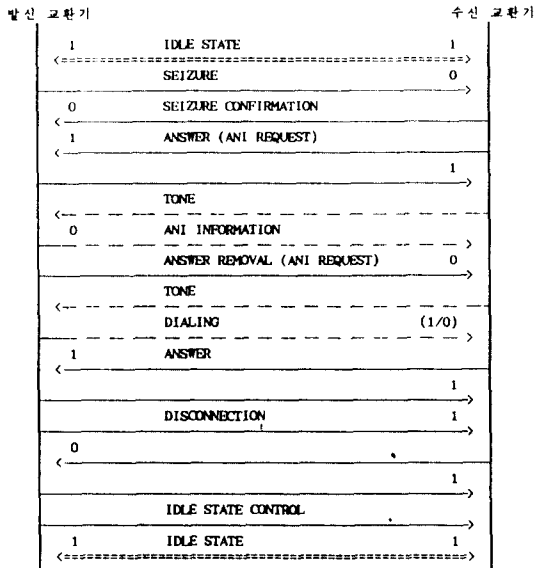 발신 교환기 수신 교환기
1 IDLE STATE 1
SEIZURE 0
0 SEIZURE CONFIRMATION
1 ANSWER (ANI REQUEST)
1
TONE
0 ANI INFORMATION
ANSWER REMOVAL (ANI REQUEST) 0
TONE
DIALING (1/0)
1 ANSWER
1
DISCONNECTION 1
0
1
IDLE STATE CONTROL
1 IDLE STATE 1